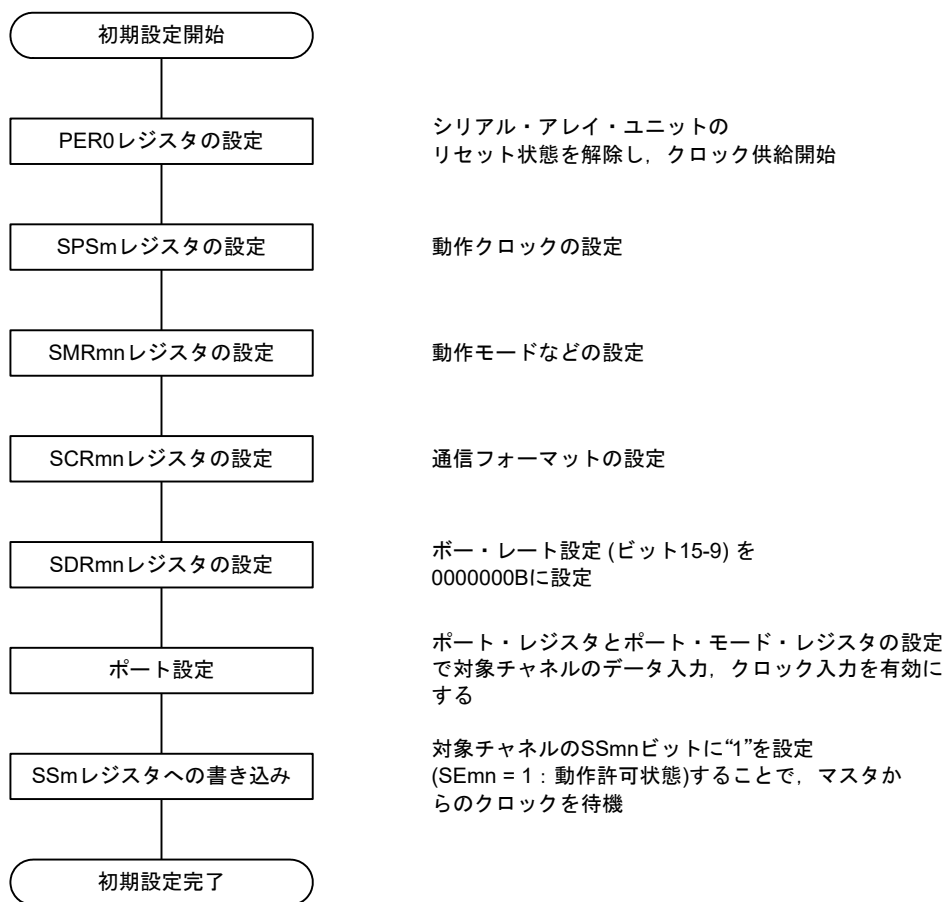 初期設定開始
PER0レジスタの設定
シリアル・アレイ・ユニットの
リセット状態を解除し，クロック供給開始
SPSmレジスタの設定
動作クロックの設定
SMRmnレジスタの設定
動作モードなどの設定
SCRmnレジスタの設定
通信フォーマットの設定
SDRmnレジスタの設定
ボー・レート設定 (ビット15-9) を
0000000Bに設定
ポート設定
ポート・レジスタとポート・モード・レジスタの設定
で対象チャネルのデータ入力，クロック入力を有効に
する
SSmレジスタへの書き込み
対象チャネルのSSmnビットに“1”を設定
(SEmn = 1：動作許可状態)することで，マスタか
らのクロックを待機
初期設定完了